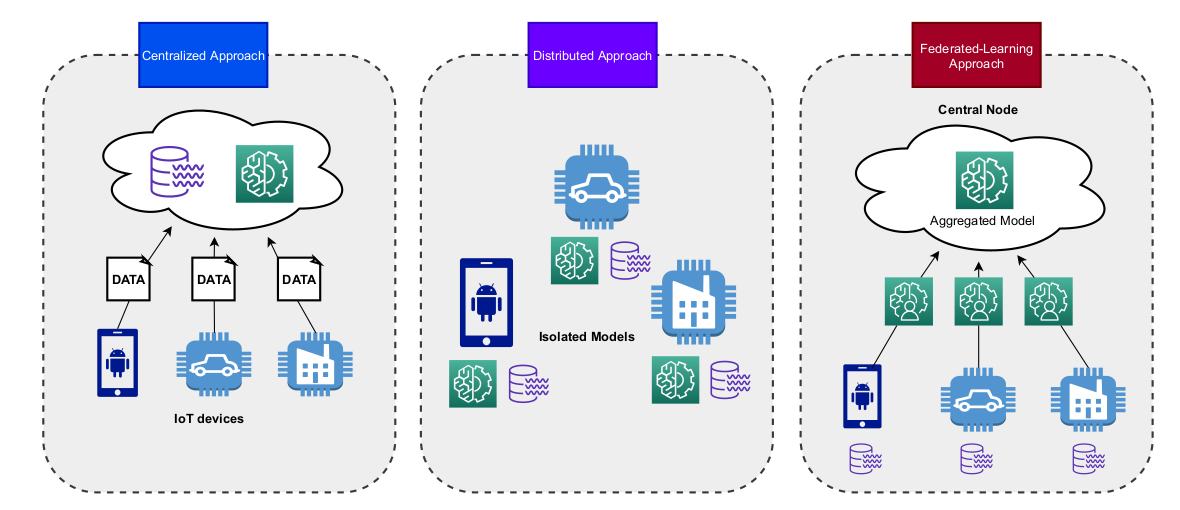 Centralized Approach
DATA
DATA
DATA
IoT devices
Distributed Approach
Isolated Models
Federated-Learning
Approach
Central Node
Aggregated Model